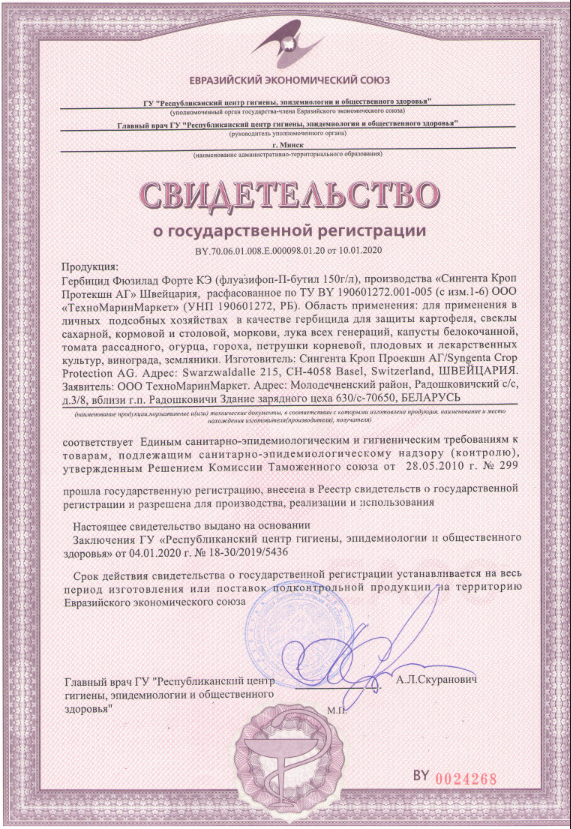 ЕВРАЗИЙСКИЙ ЭКОНОМИЧЕСКИЙ СОЮЗ
ГУ "Республиканский центр гигиены, эпидемиологии и общественного здоровья"
(уполномоченный орган государства-члена Евразийского экономического союза)
Главный врач ГУ "Республиканский центр гигиены, эпидемиологии и общественного здоровья"
(руководитель уполномоченного органа)
г. Минск
(наименование административно-территориального образования)
СВИДЕТЕЛЬСТВО
о государственной регистрации
BY.70.06.01.008.E.000098.01.20 от 10.01.2020
Продукция:
Гербицид Фюзилад Форте КЭ (флуазифоп-П-бутил 150г/л), производства «Сингента Кроп
Протекшн АГ» Швейцария, расфасованное по ТУ BY 190601272.001-005 (с изм.1-6) ООО
«ТехноМаринМаркет» (УНП 190601272, РБ). Область применения: для применения в
личных подсобных хозяйствах в качестве гербицида для защиты картофеля, свеклы
сахарной, кормовой и столовой, моркови, лука всех генераций, капусты белокочанной,
томата рассадного, огурца, гороха, петрушки корневой, плодовых и лекарственных
культур, винограда, земляники. Изготовитель: Сингента Кроп Проекшн АГ/Syngenta Crop
Protection AG. Адрес: Swarzwaldalle 215, CH-4058 Basel, Switzerland, ШВЕЙЦАРИЯ.
Заявитель: ООО ТехноМаринМаркет. Адрес: Молодечненский район, Радошковичский с/с,
д.3/8, вблизи г.п. Радошковичи Здание зарядного цеха 630/с-70650, БЕЛАРУСЬ
(наименование продукции,нормативные и(или) технические документы, в соответствии с которыми изготовлена продукция, наименование и место
нахождения изготовителя(производителя), получателя)
соответствует Единым санитарно-эпидемиологическим и гигиеническим требованиям к
товарам, подлежащим санитарно-эпидемиологическому надзору (контролю),
утвержденным Решением Комиссии Таможенного союза от 28.05.2010 г. № 299
прошла государственную регистрацию, внесена в Реестр свидетельств о государственной
регистрации и разрешена для производства, реализации и использования
Настоящее свидетельство выдано на основании
Заключения ГУ «Республиканский центр гигиены, эпидемиологии и общественного
здоровья» от 04.01.2020 г. № 18-30/2019/5436
Срок действия свидетельства о государственной регистрации устанавливается на весь
период изготовления или поставок подконтрольной продукции на территорию
Евразийского экономического союза
Главный врач ГУ "Республиканский центр
гигиены, эпидемиологии и общественного
здоровья"
А.Л.Скуранович
М.П.
BY 0024268